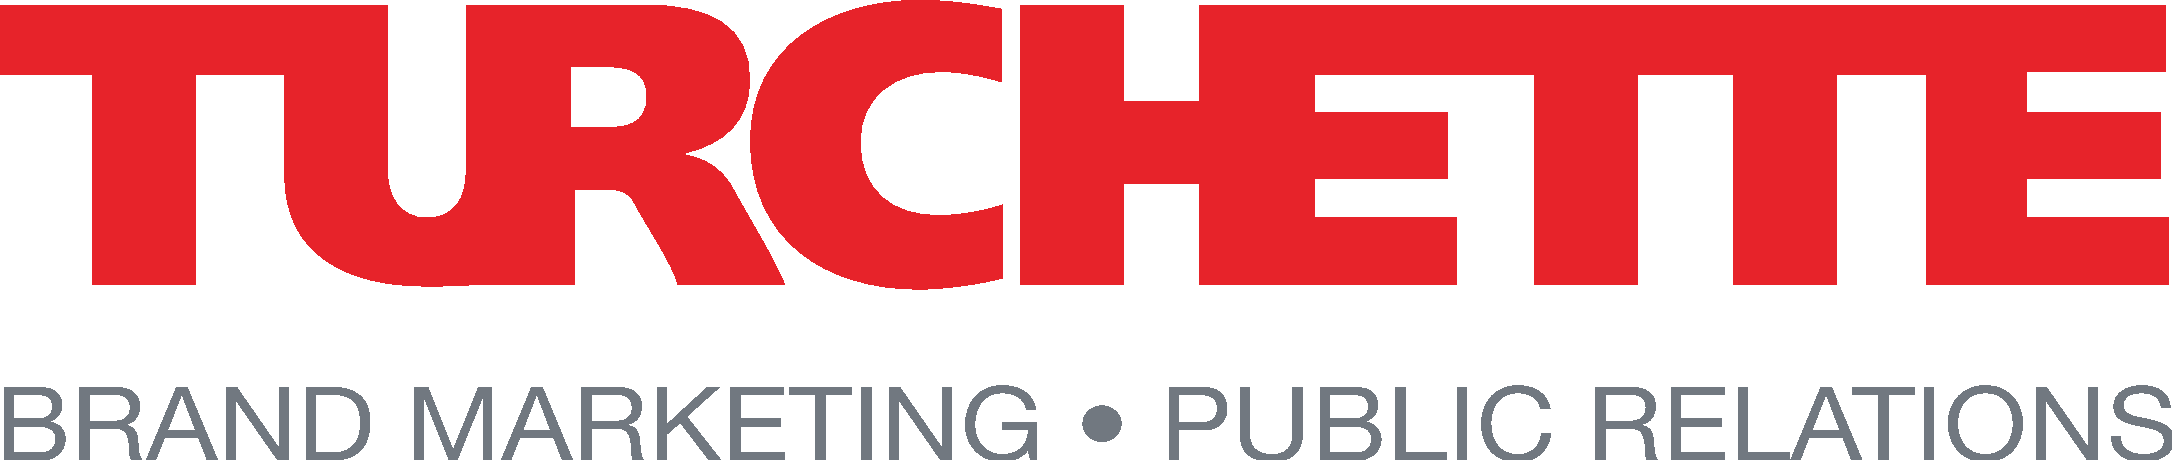 TURCHETTE
BRAND MARKETING • PUBLIC RELATIONS